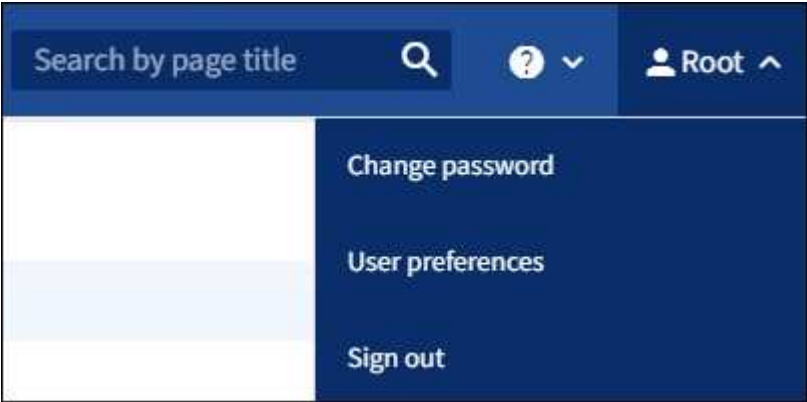 Search by page title
? Root
Change password
User preferences
Sign out